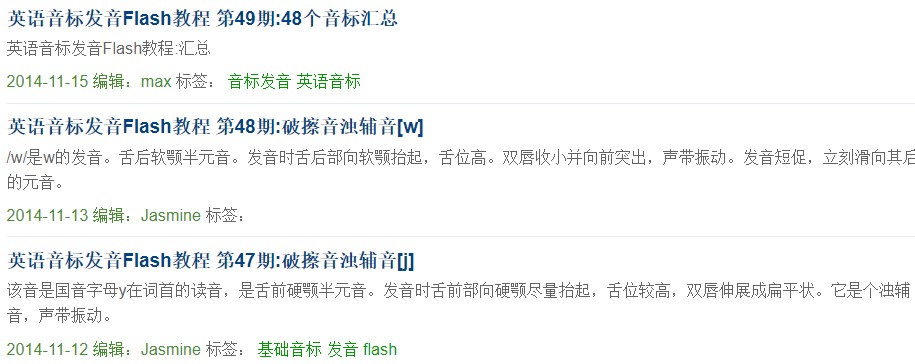 英语音标发音Flash教程 第49期:48个音标汇总
英语音标发音Flash教程:汇总
2014-11-15 编辑：max 标签： 音标发音 英语音标
英语音标发音Flash教程 第48期:破擦音浊辅音[w]
/w/是w的发音。舌后软颚半元音。发音时舌后部向软颚抬起，舌位高。双唇收小并向前突出，声带振动。发音短促，立刻滑向其后
的元音。
2014-11-13 编辑：Jasmine 标签：
英语音标发音Flash教程 第47期:破擦音浊辅音[j]
该音是国音字母y在词首的读音，是舌前硬颚半元音。发音时舌前部向硬颚尽量抬起，舌位较高，双唇伸展成扁平状。它是个浊辅
音，声带振动。
2014-11-12 编辑：Jasmine 标签： 基础音标 发音 flash